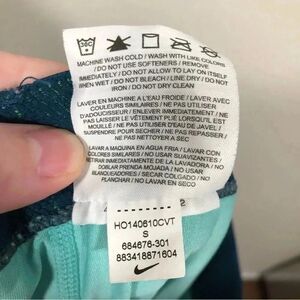 MACHINE WASH COLD / WASH WITH LIKE COLORS
/ DO NOT USE SOFTENERS / REMOVE
IMMEDIATELY / DO NOT ALLOW TO LAY ON ITSELF
WHEN WET / DO NOT BLEACH / LINE DRY / DO NOT
IRON / DO NOT DRY CLEAN
LAVER EN MACHINE A L'EAU FROIDE / LAVER AVEC
COULEURS SIMILAIRES / NE PAS UTILISER
D'ADOUCISSEUR / ENLEVER IMMEDIATEMENT / NE
PAS LAISSER LE VÊTEMENT PLIÉ LORSQU'IL EST
MOUILLÉ / NE PAS UTILISER D'EAU DE JAVEL /
SUSPENDRE POUR SECHER / NE PAS REPASSER /
NE PAS NETTOYER À SEC
LAVAR A MAQUINA EN AGUA FRIA / LAVAR CON
COLORES SIMILARES / NO USAR SUAVIZANTES /
RETIRAR INMEDIATAMENTE DE LA LAVADORA / NO
DOBLAR PRENDA MOJADA / NO USAR
BLANQUEADORES / SECAR COLGADO / NO
PLANCHAR / NO LAVAR EN SECO
2
HO140610CVT
S
684676-301
883418871604